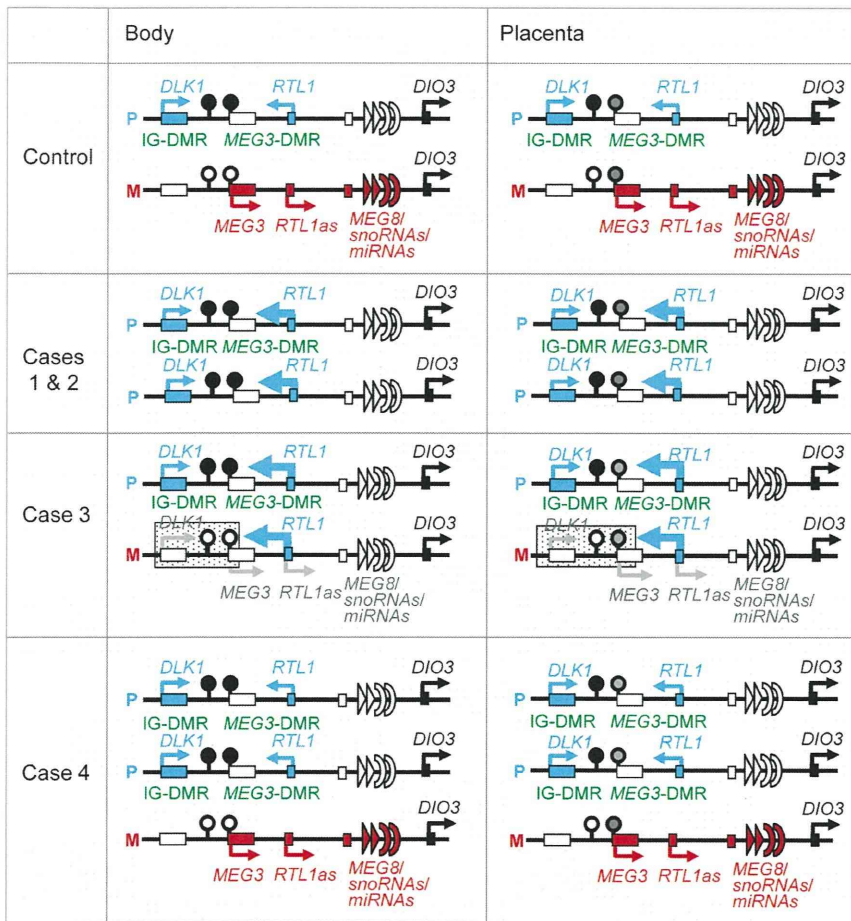 Body Placenta
Control
DLK1 RTL1 DIO3
P
IG-DMR MEG3-DMR
DIO3
M
MEG3 RTL1as MEG8/
snoRNAs/
miRNAs
DLK1 RTL1 DIO3
P
IG-DMR MEG3-DMR
DIO3
M
MEG3 RTL1as MEG8/
snoRNAs/
miRNAs
Cases
1 & 2
DLK1 RTL1 DIO3
P
IG-DMR MEG3-DMR
DLK1 RTL1 DIO3
P
DLK1 RTL1 DIO3
P
IG-DMR MEG3-DMR
DLK1 RTL1 DIO3
P
Case 3
DLK1 RTL1 DIO3
P
IG-DMR MEG3-DMR
DLK1 RTL1 DIO3
M
MEG3 RTL1as MEG8/
snoRNAs/
miRNAs
DLK1 RTL1 DIO3
P
IG-DMR MEG3-DMR
DLK1 RTL1 DIO3
M
MEG3 RTL1as MEG8/
snoRNAs/
miRNAs
Case 4
DLK1 RTL1 DIO3
P
IG-DMR MEG3-DMR
DLK1 RTL1 DIO3
P
IG-DMR MEG3-DMR
DIO3
M
MEG3 RTL1as MEG8/
snoRNAs/
miRNAs
DLK1 RTL1 DIO3
P
IG-DMR MEG3-DMR
DLK1 RTL1 DIO3
P
IG-DMR MEG3-DMR
DIO3
M
MEG3 RTL1as MEG8/
snoRNAs/
miRNAs